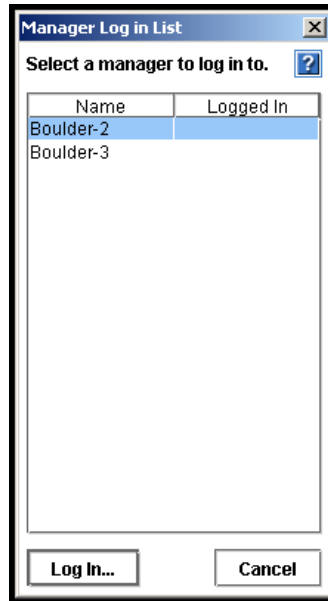 Manager Log in List
Select a manager to log in to.
?
Name Logged In
Boulder-2
Boulder-3
Log In... Cancel